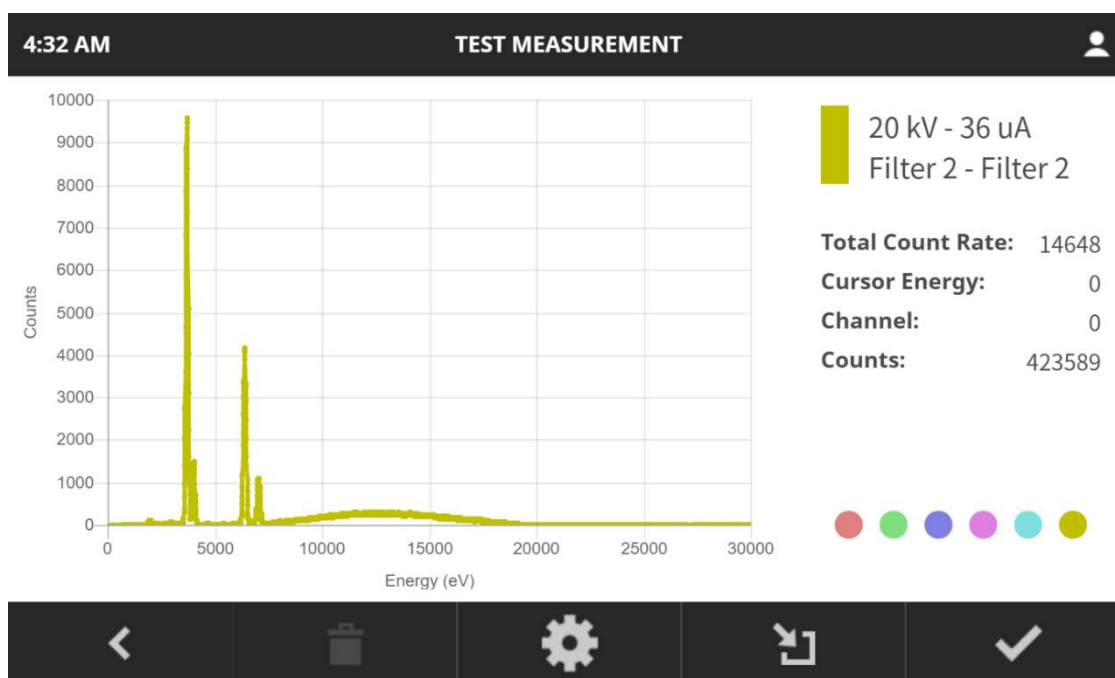 4:32 AM TEST MEASUREMENT
10000
9000
8000
7000
6000
5000
4000
3000
2000
1000
0
Counts
0 5000 10000 15000 20000 25000 30000
Energy (eV)
20 kV - 36 uA
Filter 2 - Filter 2
Total Count Rate: 14648
Cursor Energy: 0
Channel: 0
Counts: 423589